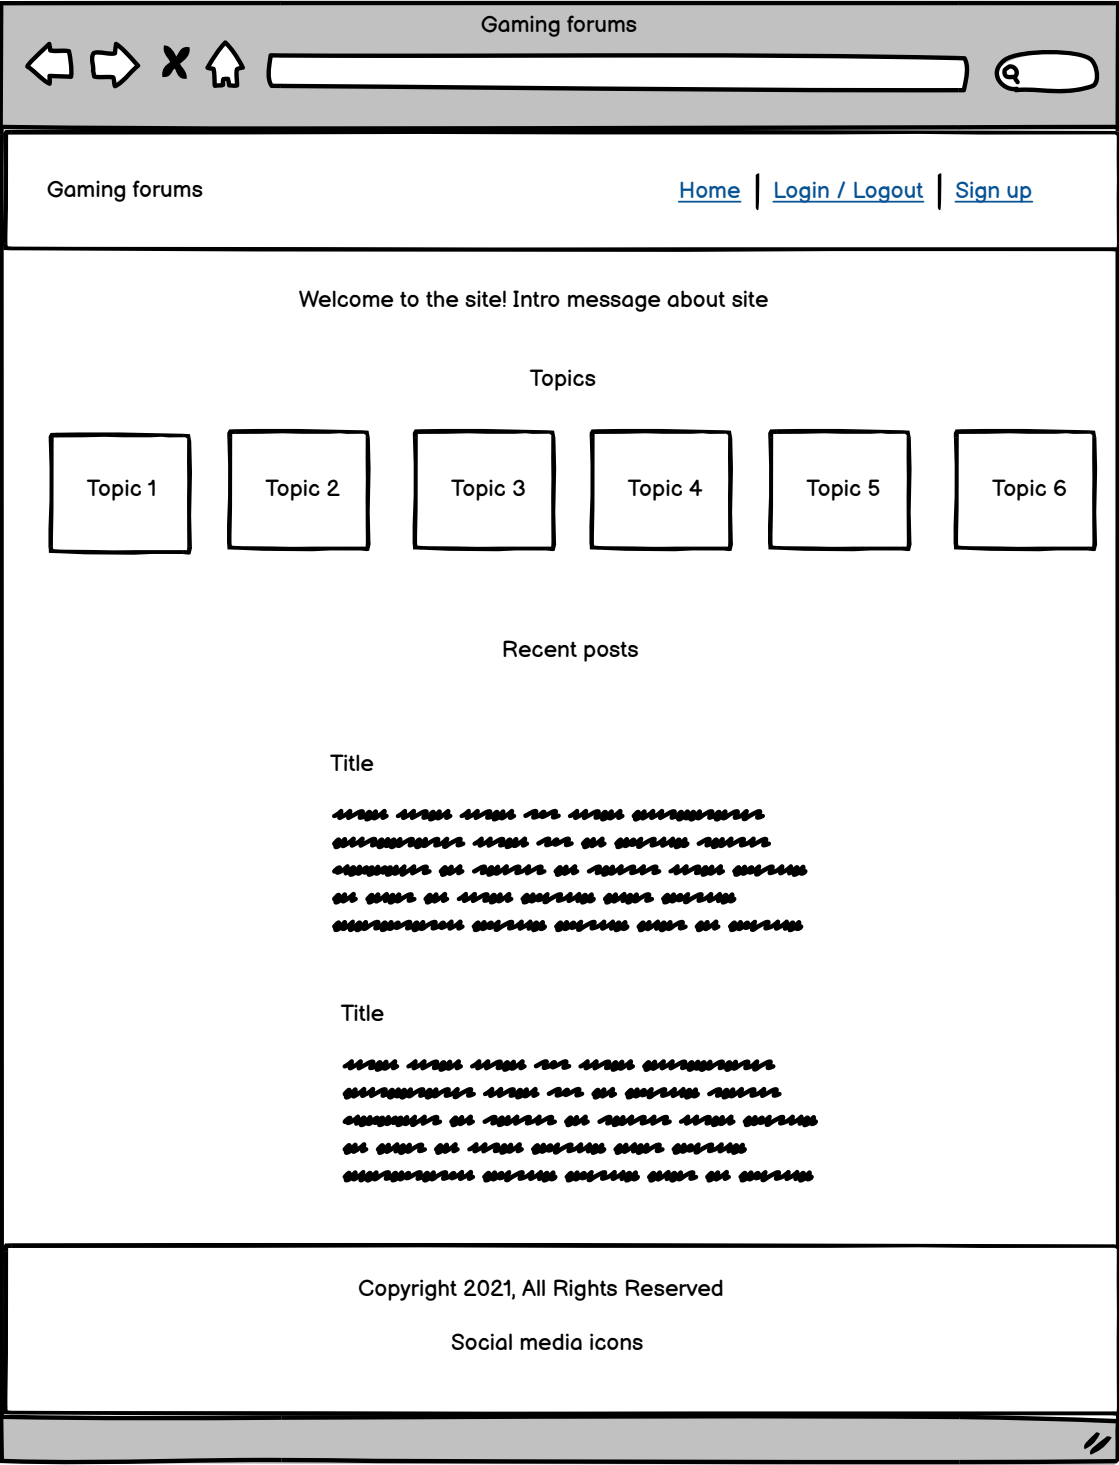 Gaming forums
Gaming forums
Home | Login / Logout | Sign up
Welcome to the site! Intro message about site
Topics
Topic 1
Topic 2
Topic 3
Topic 4
Topic 5
Topic 6
Recent posts
Title
Title
Copyright 2021, All Rights Reserved
Social media icons